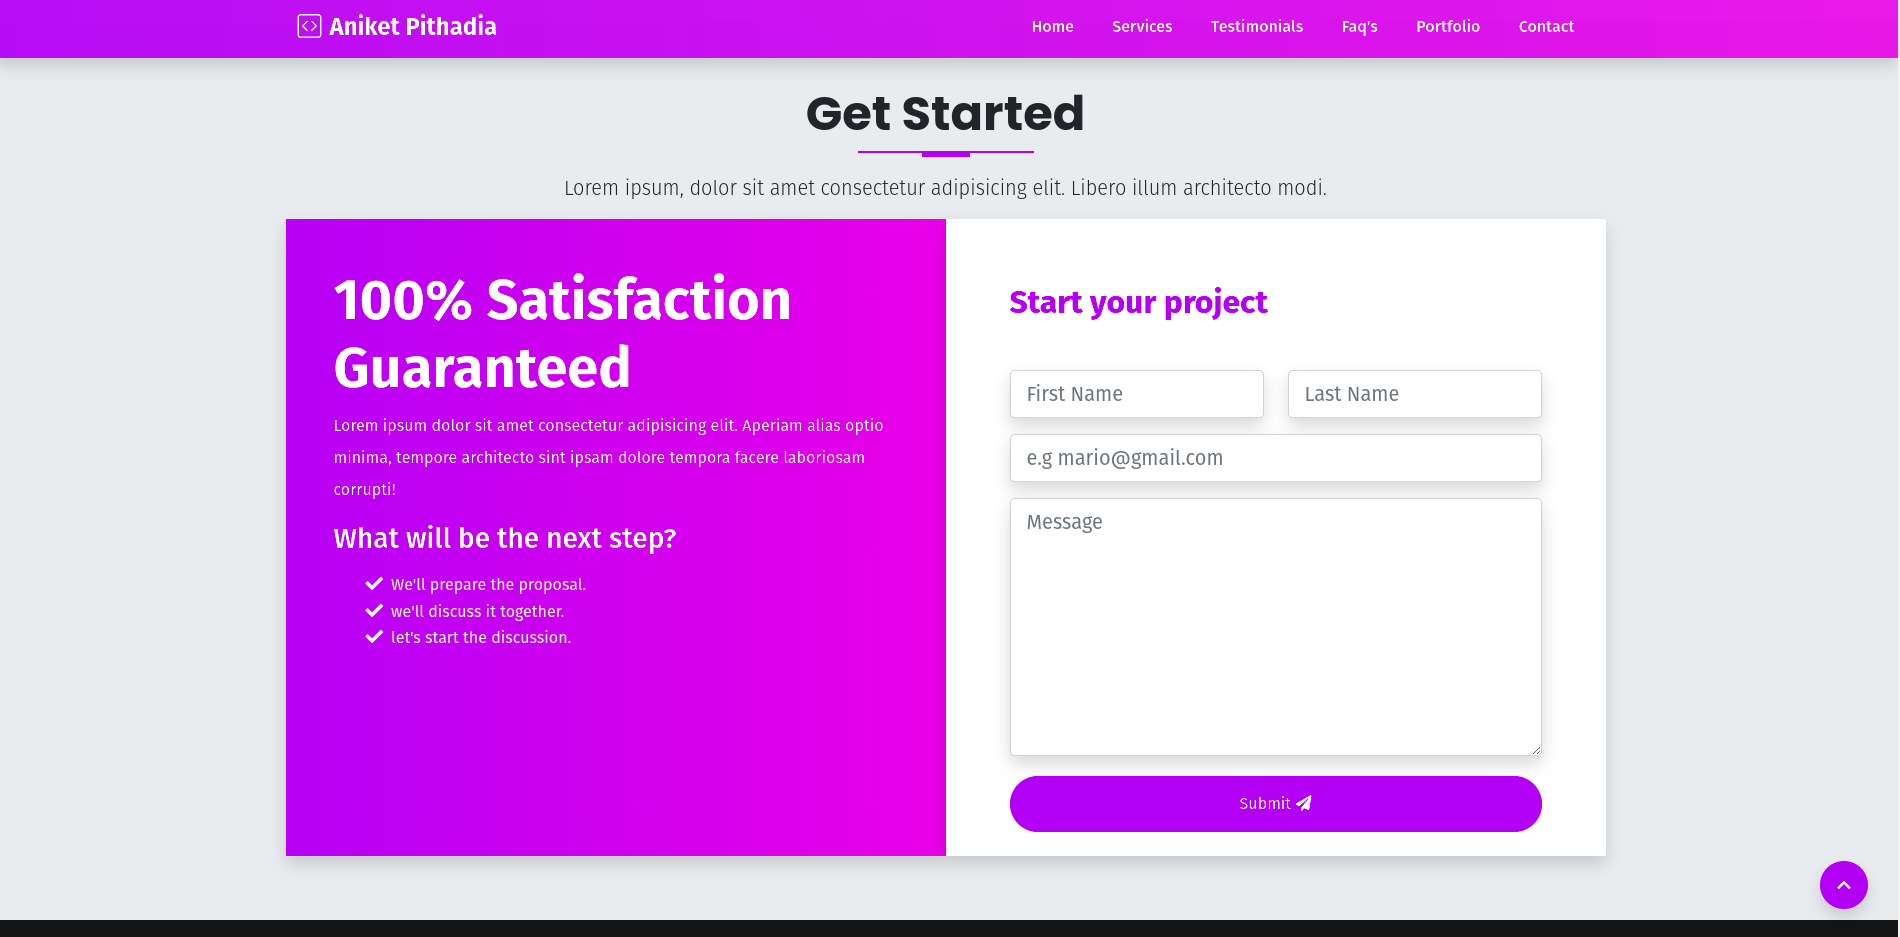 Aniket Pithadia
Home Services Testimonials Faq's Portfolio Contact
Get Started
Lorem ipsum, dolor sit amet consectetur adipisicing elit. Libero illum architecto modi.
100% Satisfaction
Guaranteed
Lorem ipsum dolor sit amet consectetur adipisicing elit. Aperiam alias optio
minima, tempore architecto sint ipsam dolore tempora facere laboriosam
corrupti!
What will be the next step?
We'll prepare the proposal.
we'll discuss it together.
let's start the discussion.
Start your project
First Name Last Name
e.g mario@gmail.com
Message
Submit